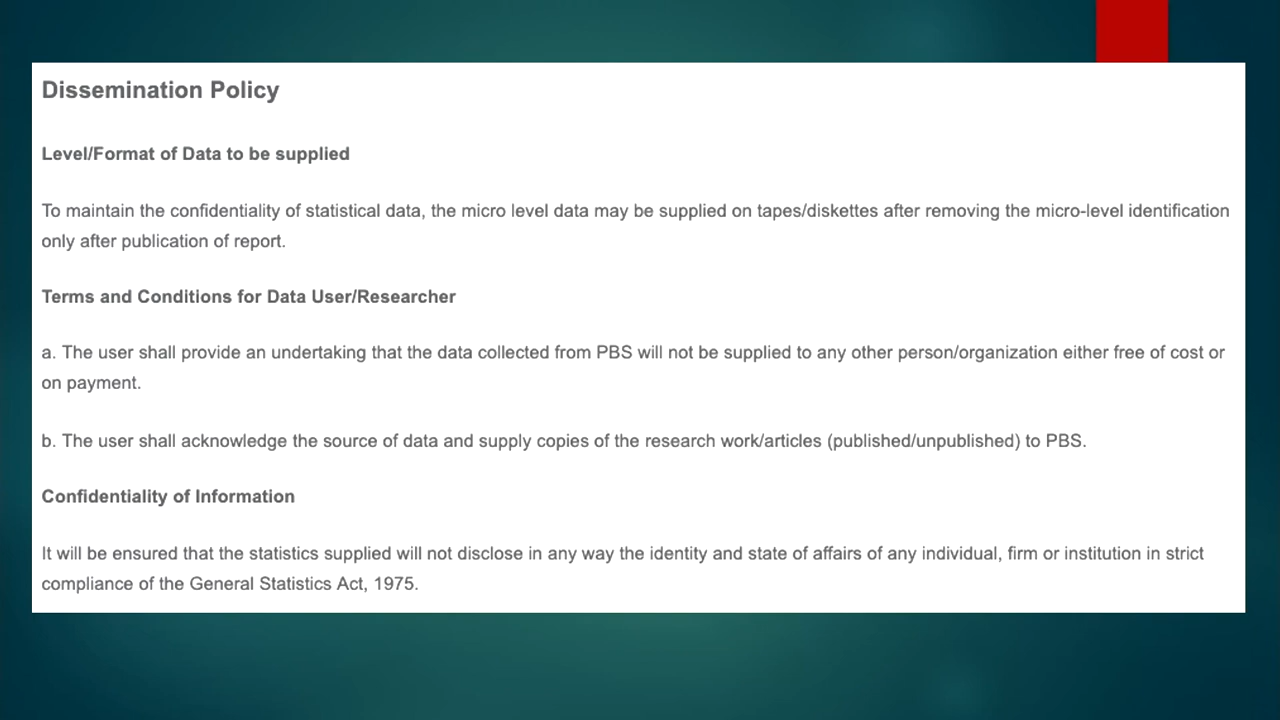 Dissemination Policy
Level/Format of Data to be supplied
To maintain the confidentiality of statistical data, the micro level data may be supplied on tapes/diskettes after removing the micro-level identification
only after publication of report.
Terms and Conditions for Data User/Researcher
a. The user shall provide an undertaking that the data collected from PBS will not be supplied to any other person/organization either free of cost or
on payment.
b. The user shall acknowledge the source of data and supply copies of the research work/articles (published/unpublished) to PBS.
Confidentiality of Information
It will be ensured that the statistics supplied will not disclose in any way the identity and state of affairs of any individual, firm or institution in strict
compliance of the General Statistics Act, 1975.